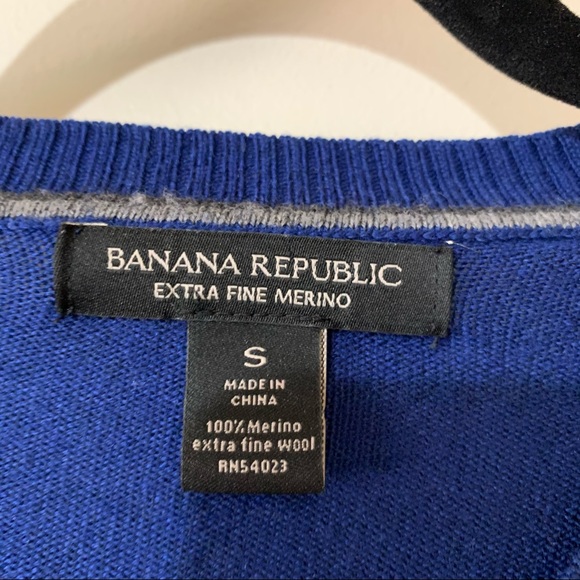 BANANA REPUBLIC
EXTRA FINE MERINO
S
MADE IN
CHINA
100% Merino
extra fine wool
RN54023